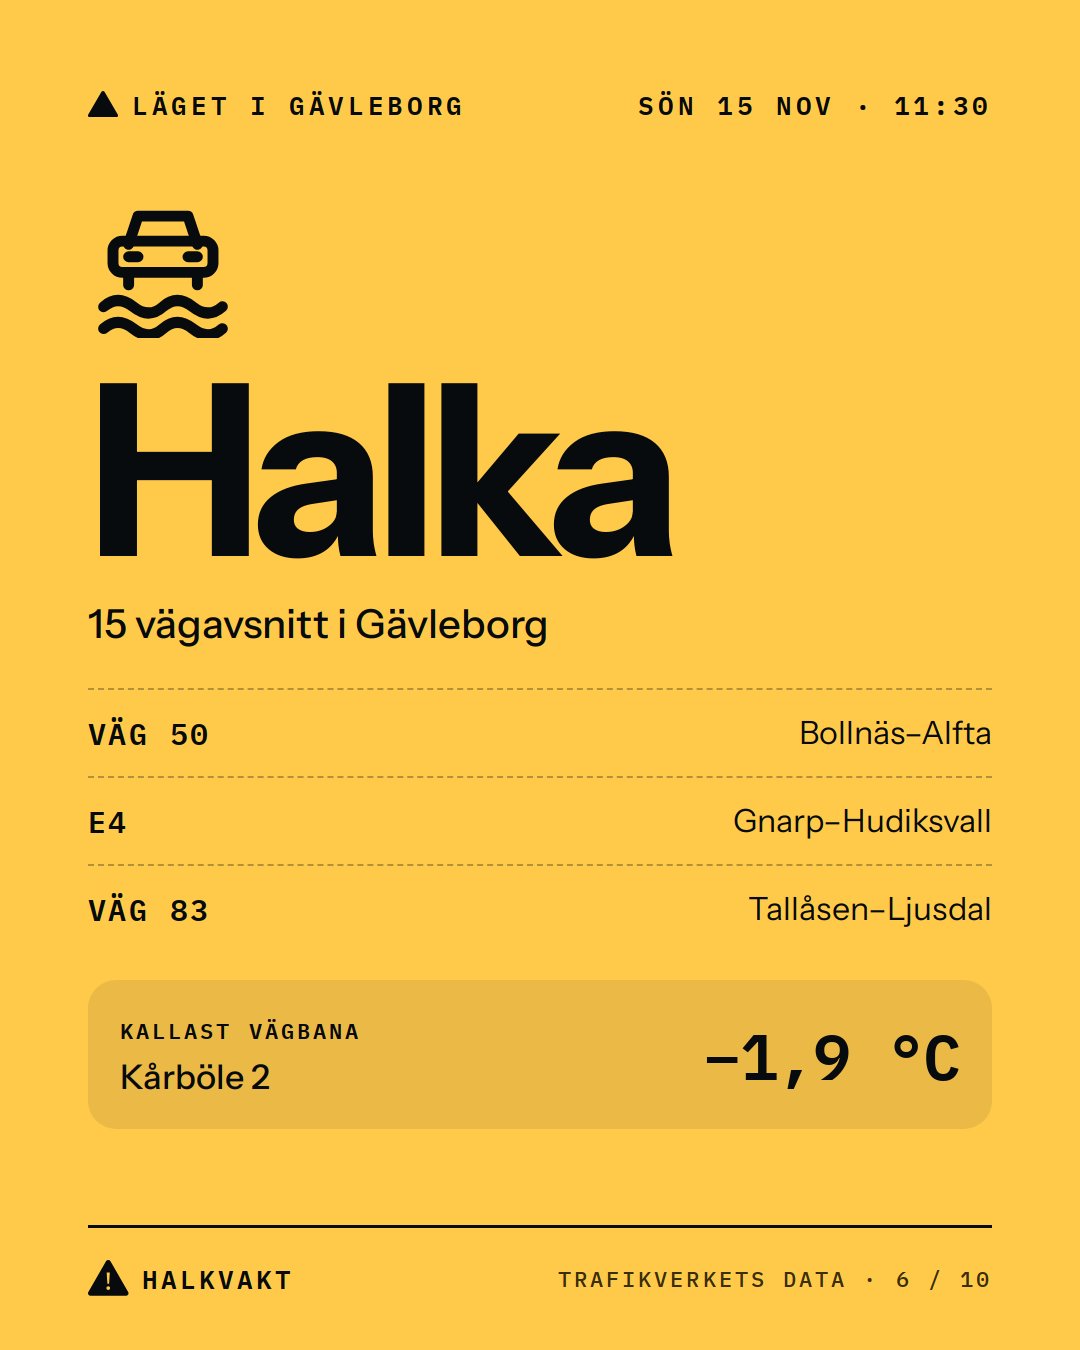 LÄGET I GÄVLEBORG
SÖN 15 NOV · 11:30
Halka
15 vägavsnitt i Gävleborg
VÄG 50 Bollnäs–Alfta
E4 Gnarp–Hudiksvall
VÄG 83 Tallåsen–Ljusdal
KALLAST VÄGBANA
Kårböle 2
−1,9 °C
HALKVAKT
TRAFIKVERKETS DATA · 6 / 10